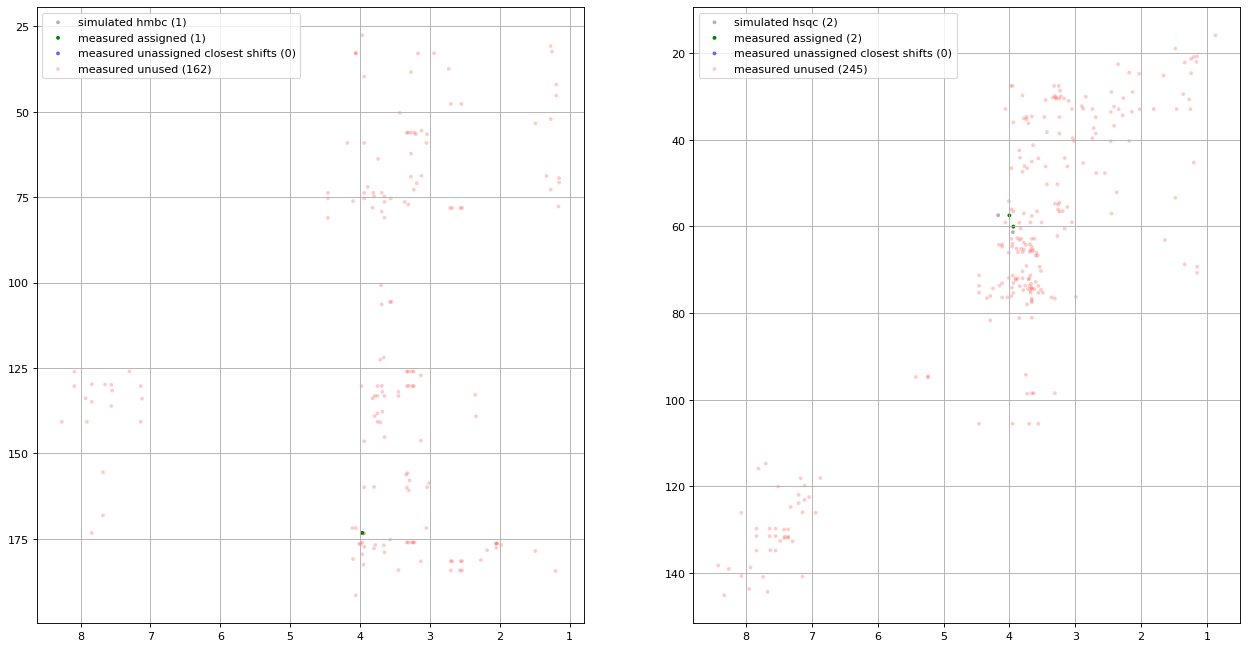 simulated hmbc (1)
measured assigned (1)
measured unassigned closest shifts (0)
measured unused (162)
25
50
75
100
125
150
175
8 7 6 5 4 3 2 1
simulated hsqc (2)
measured assigned (2)
measured unassigned closest shifts (0)
measured unused (245)
20
40
60
80
100
120
140
8 7 6 5 4 3 2 1